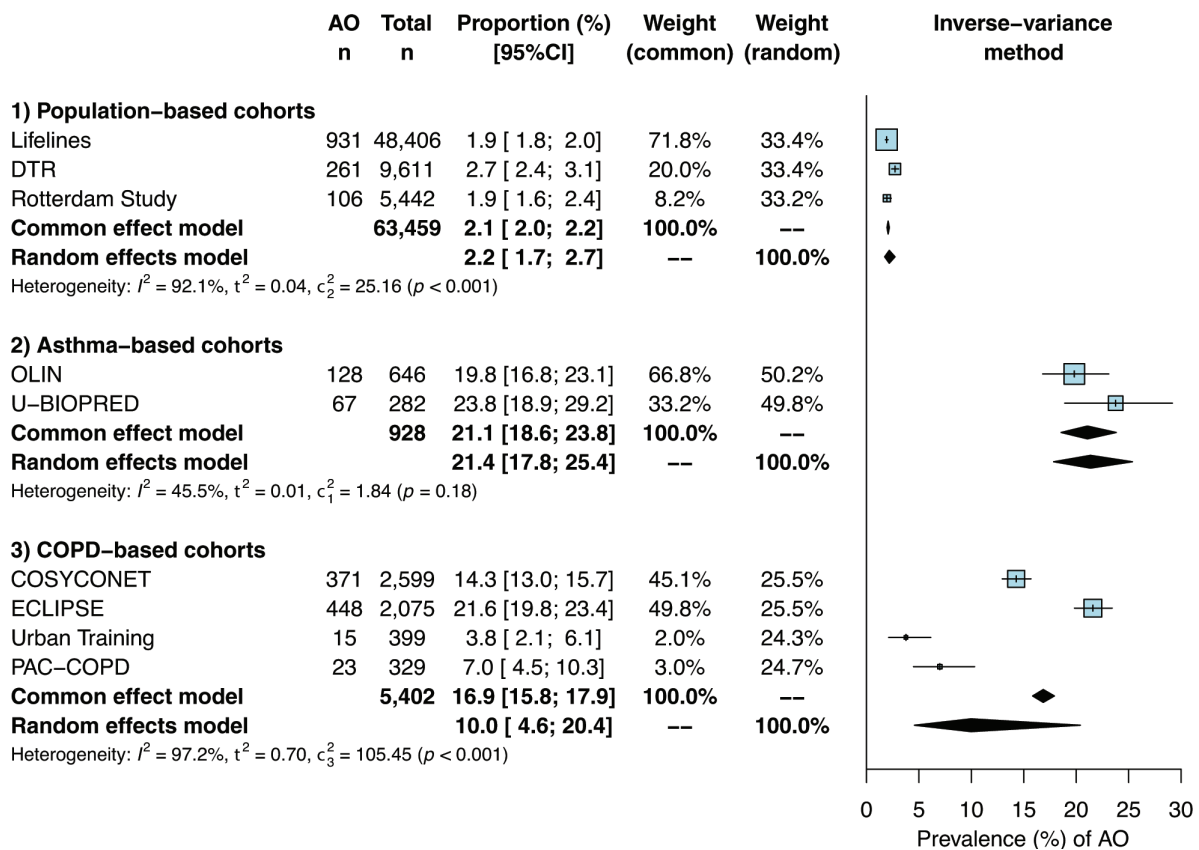 AO Total Proportion (%) Weight Weight Inverse−variance
n n [95%CI] (common) (random) method
1) Population−based cohorts
Lifelines 931 48,406 1.9 [ 1.8; 2.0] 71.8% 33.4%
DTR 261 9,611 2.7 [ 2.4; 3.1] 20.0% 33.4%
Rotterdam Study 106 5,442 1.9 [ 1.6; 2.4] 8.2% 33.2%
Common effect model 63,459 2.1 [ 2.0; 2.2] 100.0% −−
Random effects model 2.2 [ 1.7; 2.7] −− 100.0%
Heterogeneity: I² = 92.1%, t² = 0.04, c²₂ = 25.16 (p < 0.001)
2) Asthma−based cohorts
OLIN 128 646 19.8 [16.8; 23.1] 66.8% 50.2%
U−BIOPRED 67 282 23.8 [18.9; 29.2] 33.2% 49.8%
Common effect model 928 21.1 [18.6; 23.8] 100.0% −−
Random effects model 21.4 [17.8; 25.4] −− 100.0%
Heterogeneity: I² = 45.5%, t² = 0.01, c²₁ = 1.84 (p = 0.18)
3) COPD−based cohorts
COSYCONET 371 2,599 14.3 [13.0; 15.7] 45.1% 25.5%
ECLIPSE 448 2,075 21.6 [19.8; 23.4] 49.8% 25.5%
Urban Training 15 399 3.8 [ 2.1; 6.1] 2.0% 24.3%
PAC−COPD 23 329 7.0 [ 4.5; 10.3] 3.0% 24.7%
Common effect model 5,402 16.9 [15.8; 17.9] 100.0% −−
Random effects model 10.0 [ 4.6; 20.4] −− 100.0%
Heterogeneity: I² = 97.2%, t² = 0.70, c²₃ = 105.45 (p < 0.001)
0 5 10 15 20 25 30
Prevalence (%) of AO